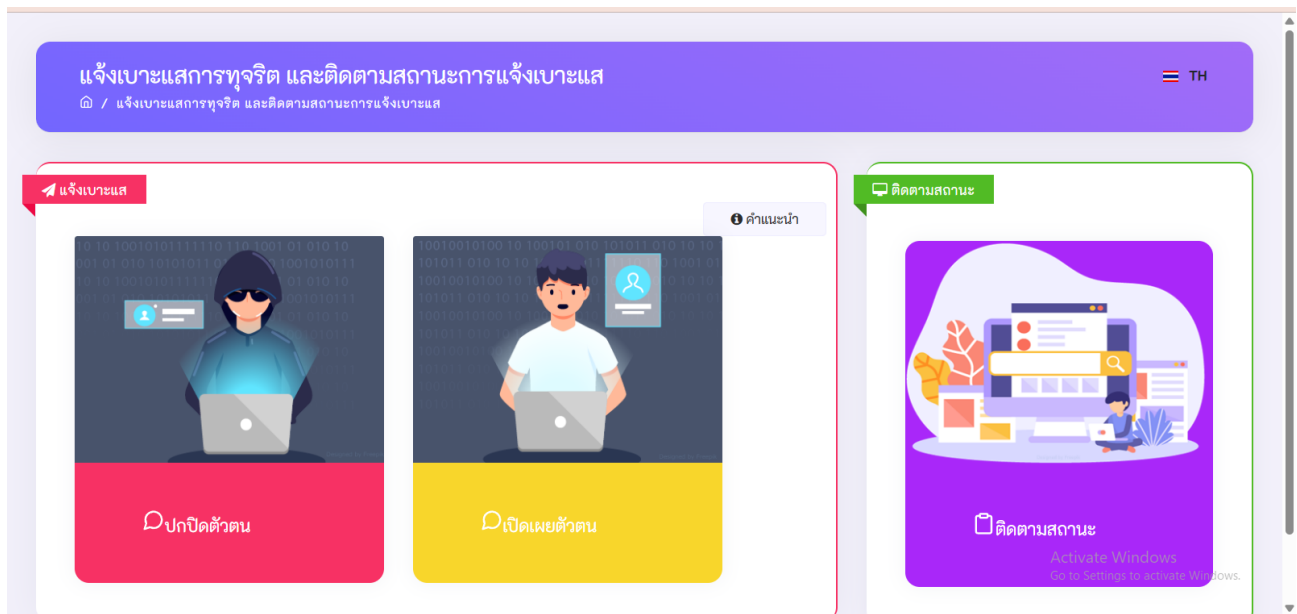 แจ้งเบาะแสการทุจริต และติดตามสถานะการแจ้งเบาะแส
TH
/ แจ้งเบาะแสการทุจริต และติดตามสถานะการแจ้งเบาะแส
แจ้งเบาะแส
คำแนะนำ
ปกปิดตัวตน
เปิดเผยตัวตน
ติดตามสถานะ
ติดตามสถานะ
Activate Windows
Go to Settings to activate Windows.